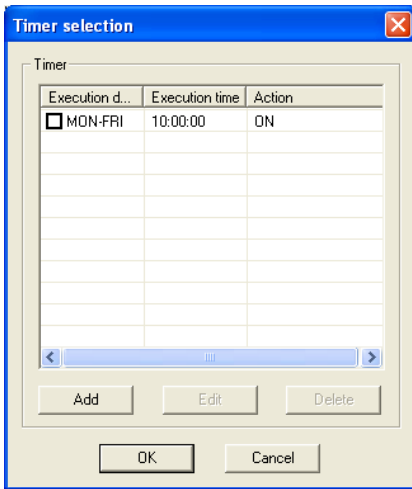 Timer selection
Timer
Execution d... Execution time Action
MON-FRI 10:00:00 ON
Add Edit Delete
OK Cancel